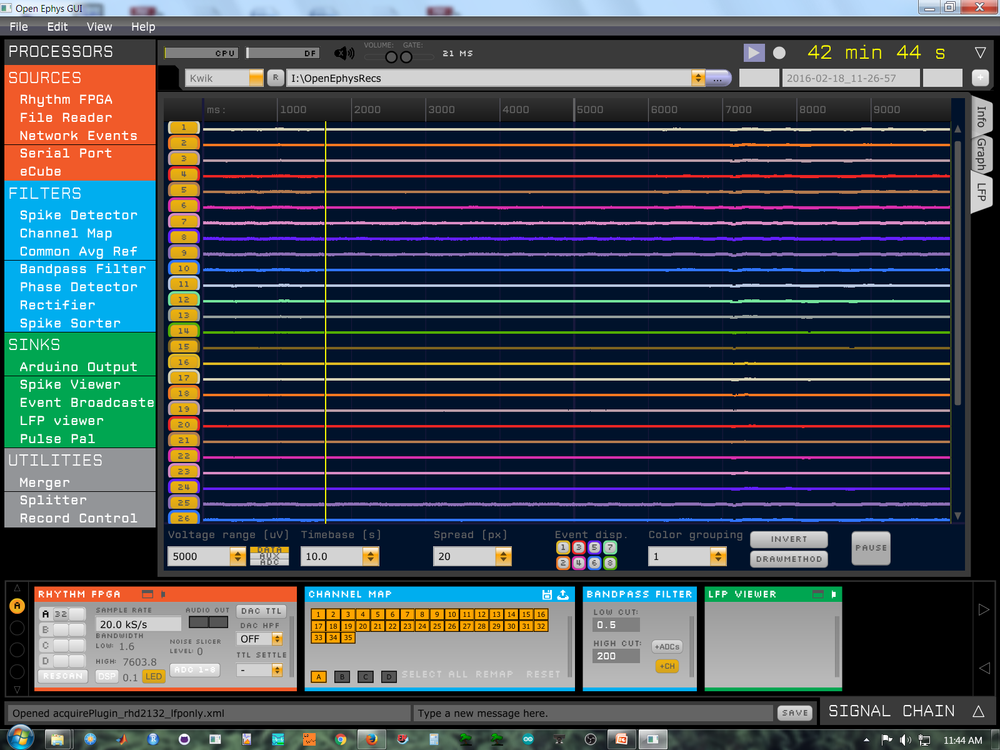 Open Ephys GUI
File Edit View Help
PROCESSORS
SOURCES
Rhythm FPGA
File Reader
Network Events
Serial Port
eCube
FILTERS
Spike Detector
Channel Map
Common Avg Ref
Bandpass Filter
Phase Detector
Rectifier
Spike Sorter
SINKS
Arduino Output
Spike Viewer
Event Broadcaste
LFP viewer
Pulse Pal
UTILITIES
Merger
Splitter
Record Control
CPU DF VOLUME: GATE: 21 MS 42 min 44 s
Kwik R I:\OpenEphysRecs ... 2016-02-18_11-26-57 +
ms: 1000 2000 3000 4000 5000 6000 7000 8000 9000
1
2
3
4
5
6
7
8
9
10
11
12
13
14
15
16
17
18
19
20
21
22
23
24
25
26
Info
Graph
LFP
Voltage range [uV] Timebase [s] Spread [px] Event disp. Color grouping
5000 DATA AUX ADC 10.0 20 1 3 5 7 1 INVERT PAUSE
2 4 6 8 DRAWMETHOD
A
RHYTHM FPGA
A 32
B
C
D
RESCAN
SAMPLE RATE
20.0 kS/s
BANDWIDTH
LOW: 1.6
HIGH: 7603.8
DSP 0.1 LED
AUDIO OUT
NOISE SLICER
LEVEL: 0
ADC 1-8
DAC TTL
DAC HPF
OFF
TTL SETTLE
-
CHANNEL MAP
1 2 3 4 5 6 7 8 9 10 11 12 13 14 15 16
17 18 19 20 21 22 23 24 25 26 27 28 29 30 31 32
33 34 35
A B C D SELECT ALL REMAP RESET
BANDPASS FILTER
LOW CUT:
0.5
HIGH CUT:
200
+ADCs
+CH
LFP VIEWER
Opened acquirePlugin_rhd2132_lfponly.xml Type a new message here. SAVE SIGNAL CHAIN
11:44 AM